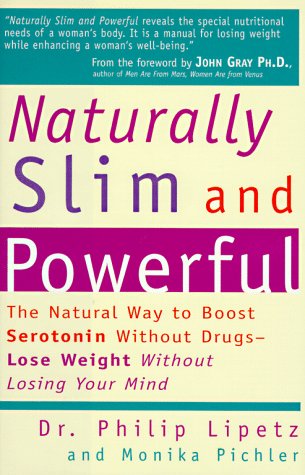 "Naturally Slim and Powerful reveals the special nutritional
needs of a woman's body. It is a manual for losing weight
while enhancing a woman's well-being."
From the foreword by JOHN GRAY PH.D.,
author of Men Are From Mars, Women Are from Venus
Naturally
Slim and
Powerful
The Natural Way to Boost
Serotonin Without Drugs–
Lose Weight Without
Losing Your Mind
Dr. Philip Lipetz
and Monika Pichler